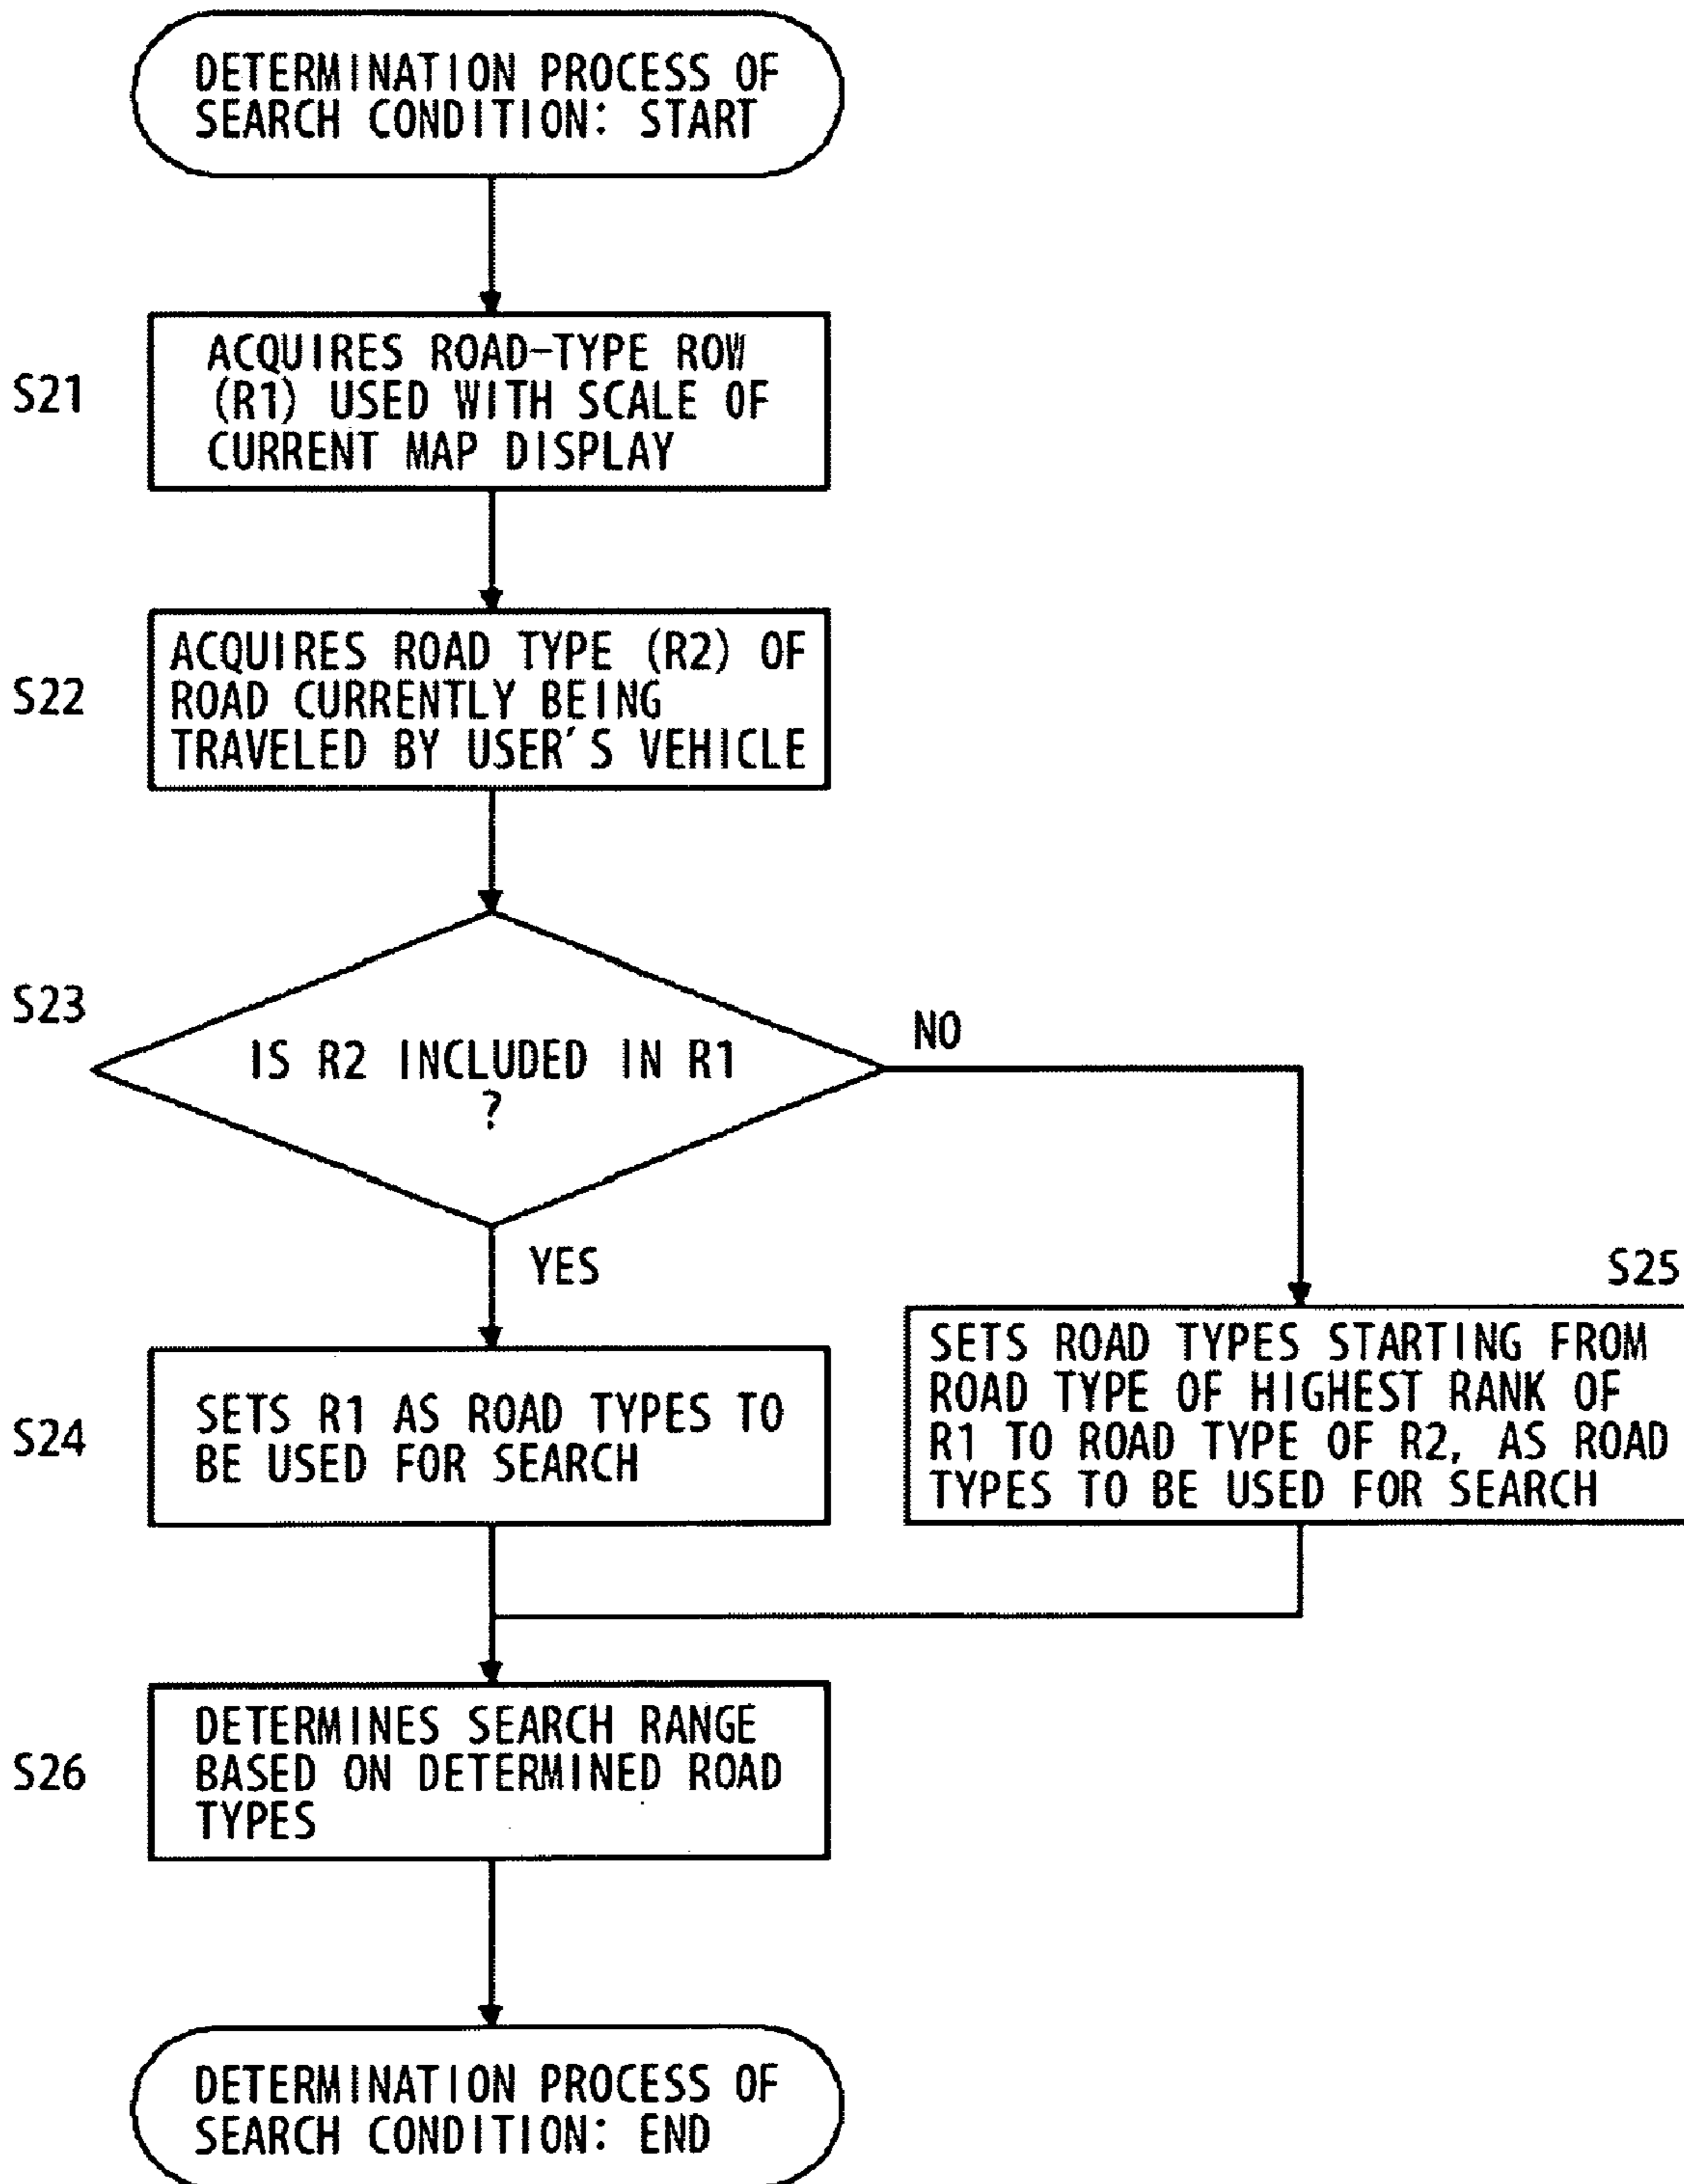 DETERMINATION PROCESS OF
SEARCH CONDITION: START
S21
ACQUIRES ROAD-TYPE ROW
(R1) USED WITH SCALE OF
CURRENT MAP DISPLAY
S22
ACQUIRES ROAD TYPE (R2) OF
ROAD CURRENTLY BEING
TRAVELED BY USER'S VEHICLE
S23
IS R2 INCLUDED IN R1
?
NO
YES
S24
SETS R1 AS ROAD TYPES TO
BE USED FOR SEARCH
S25
SETS ROAD TYPES STARTING FROM
ROAD TYPE OF HIGHEST RANK OF
R1 TO ROAD TYPE OF R2, AS ROAD
TYPES TO BE USED FOR SEARCH
S26
DETERMINES SEARCH RANGE
BASED ON DETERMINED ROAD
TYPES
DETERMINATION PROCESS OF
SEARCH CONDITION: END